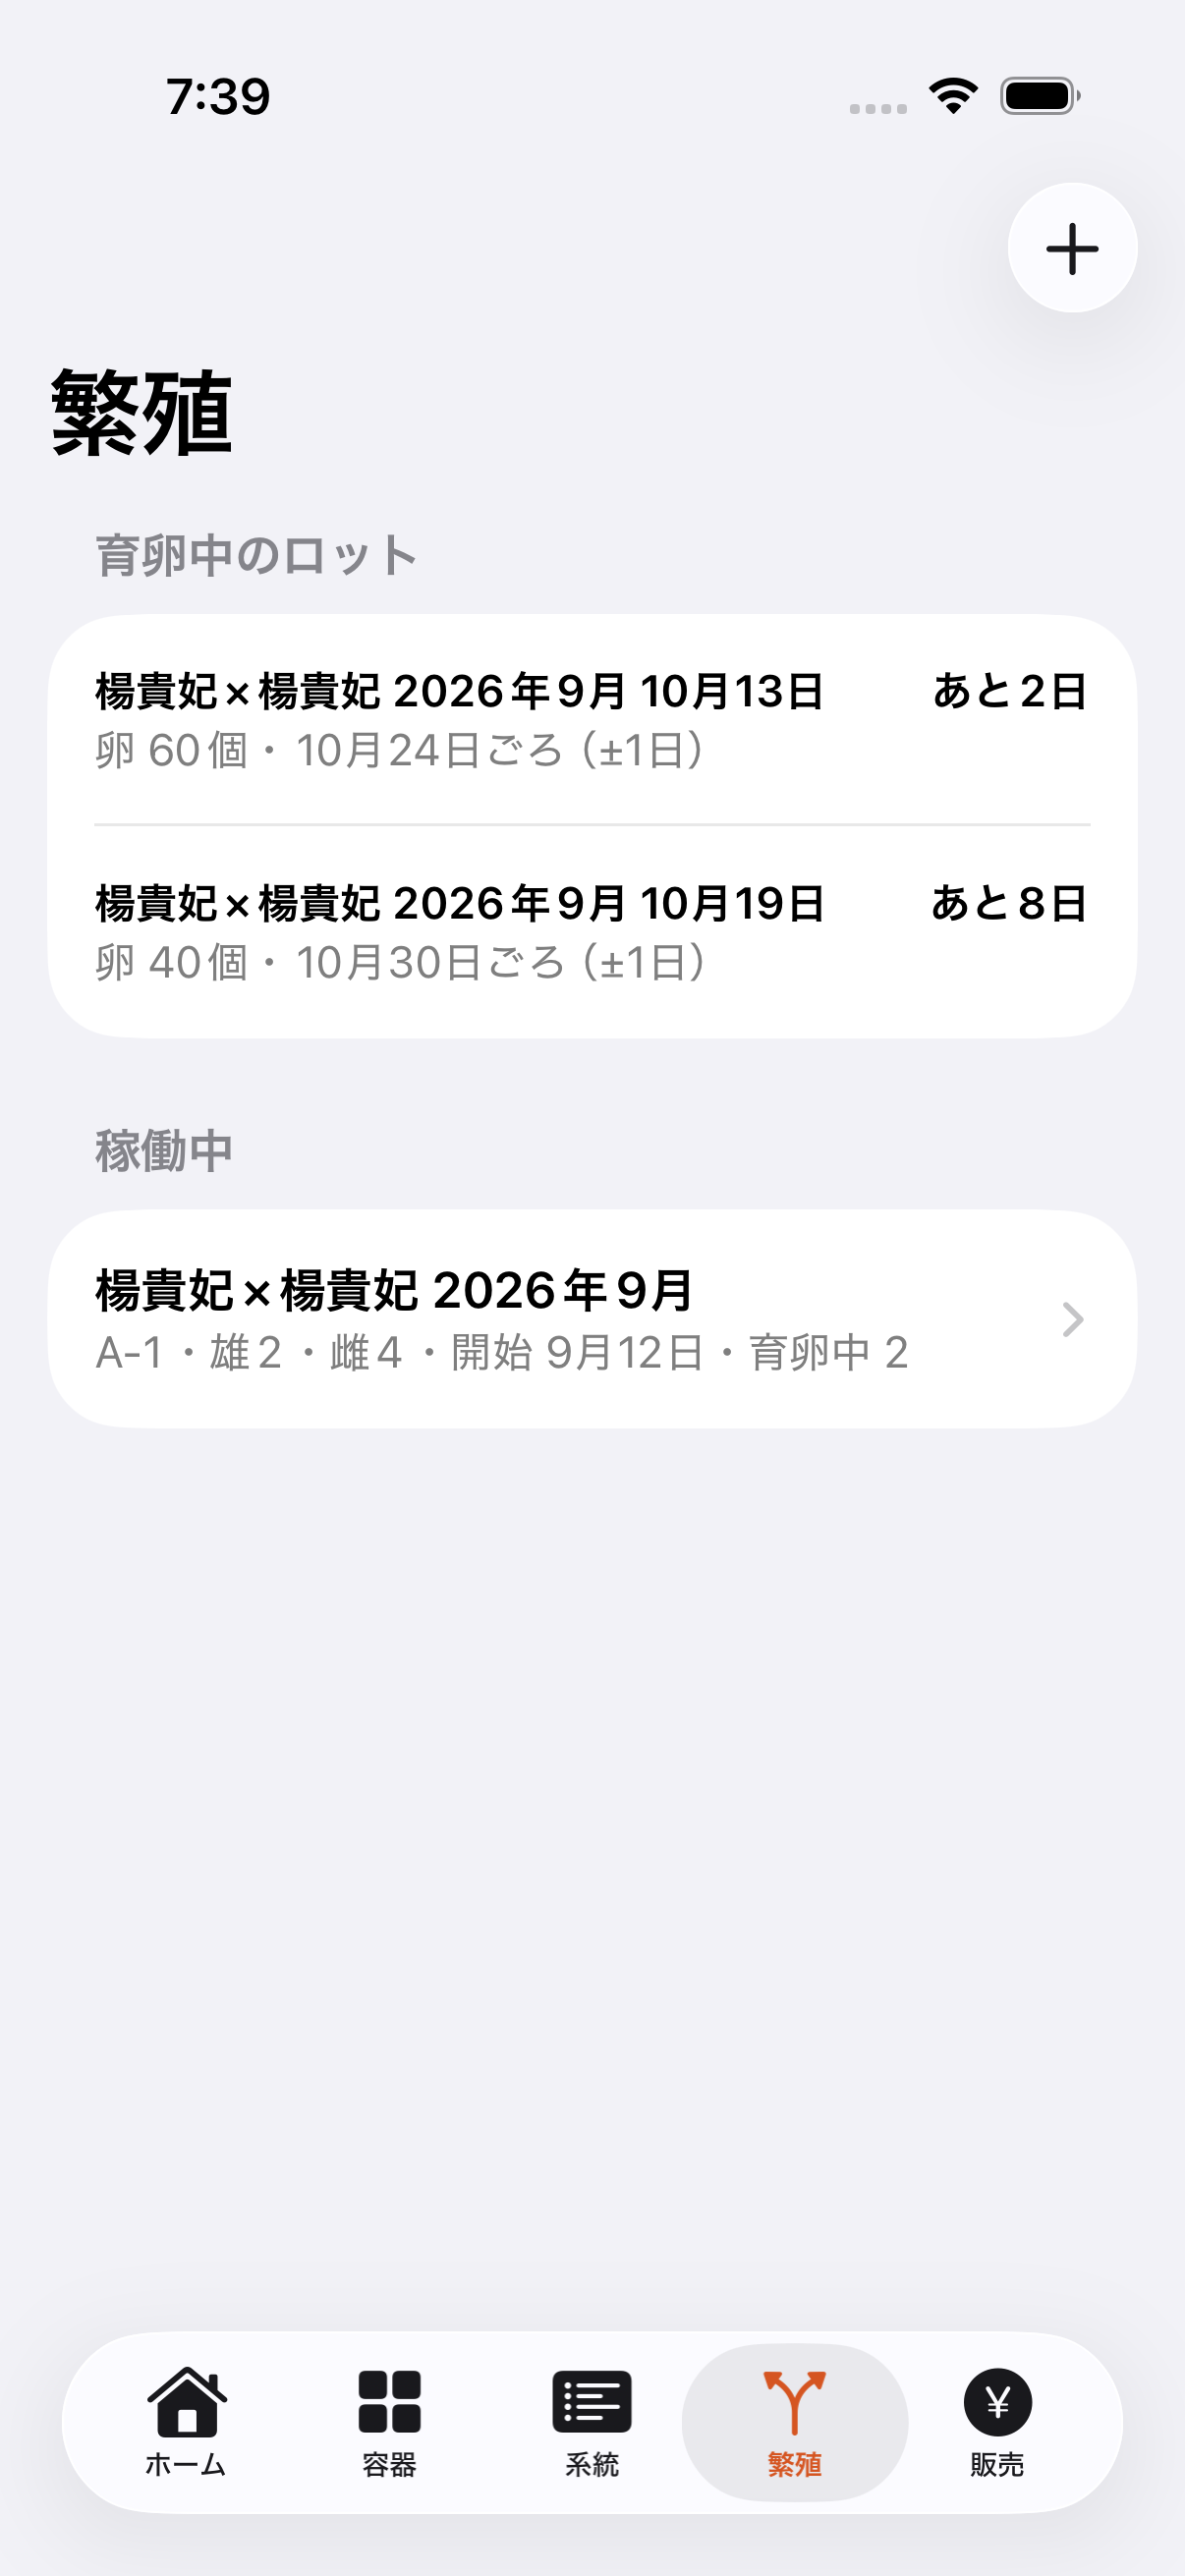 7:39
繁殖
育卵中のロット
楊貴妃×楊貴妃 2026年9月 10月13日 あと2日
卵 60個・10月24日ごろ（±1日）
楊貴妃×楊貴妃 2026年9月 10月19日 あと8日
卵 40個・10月30日ごろ（±1日）
稼働中
楊貴妃×楊貴妃 2026年9月
A-1・雄2・雌4・開始 9月12日・育卵中 2
ホーム 容器 系統 繁殖 販売